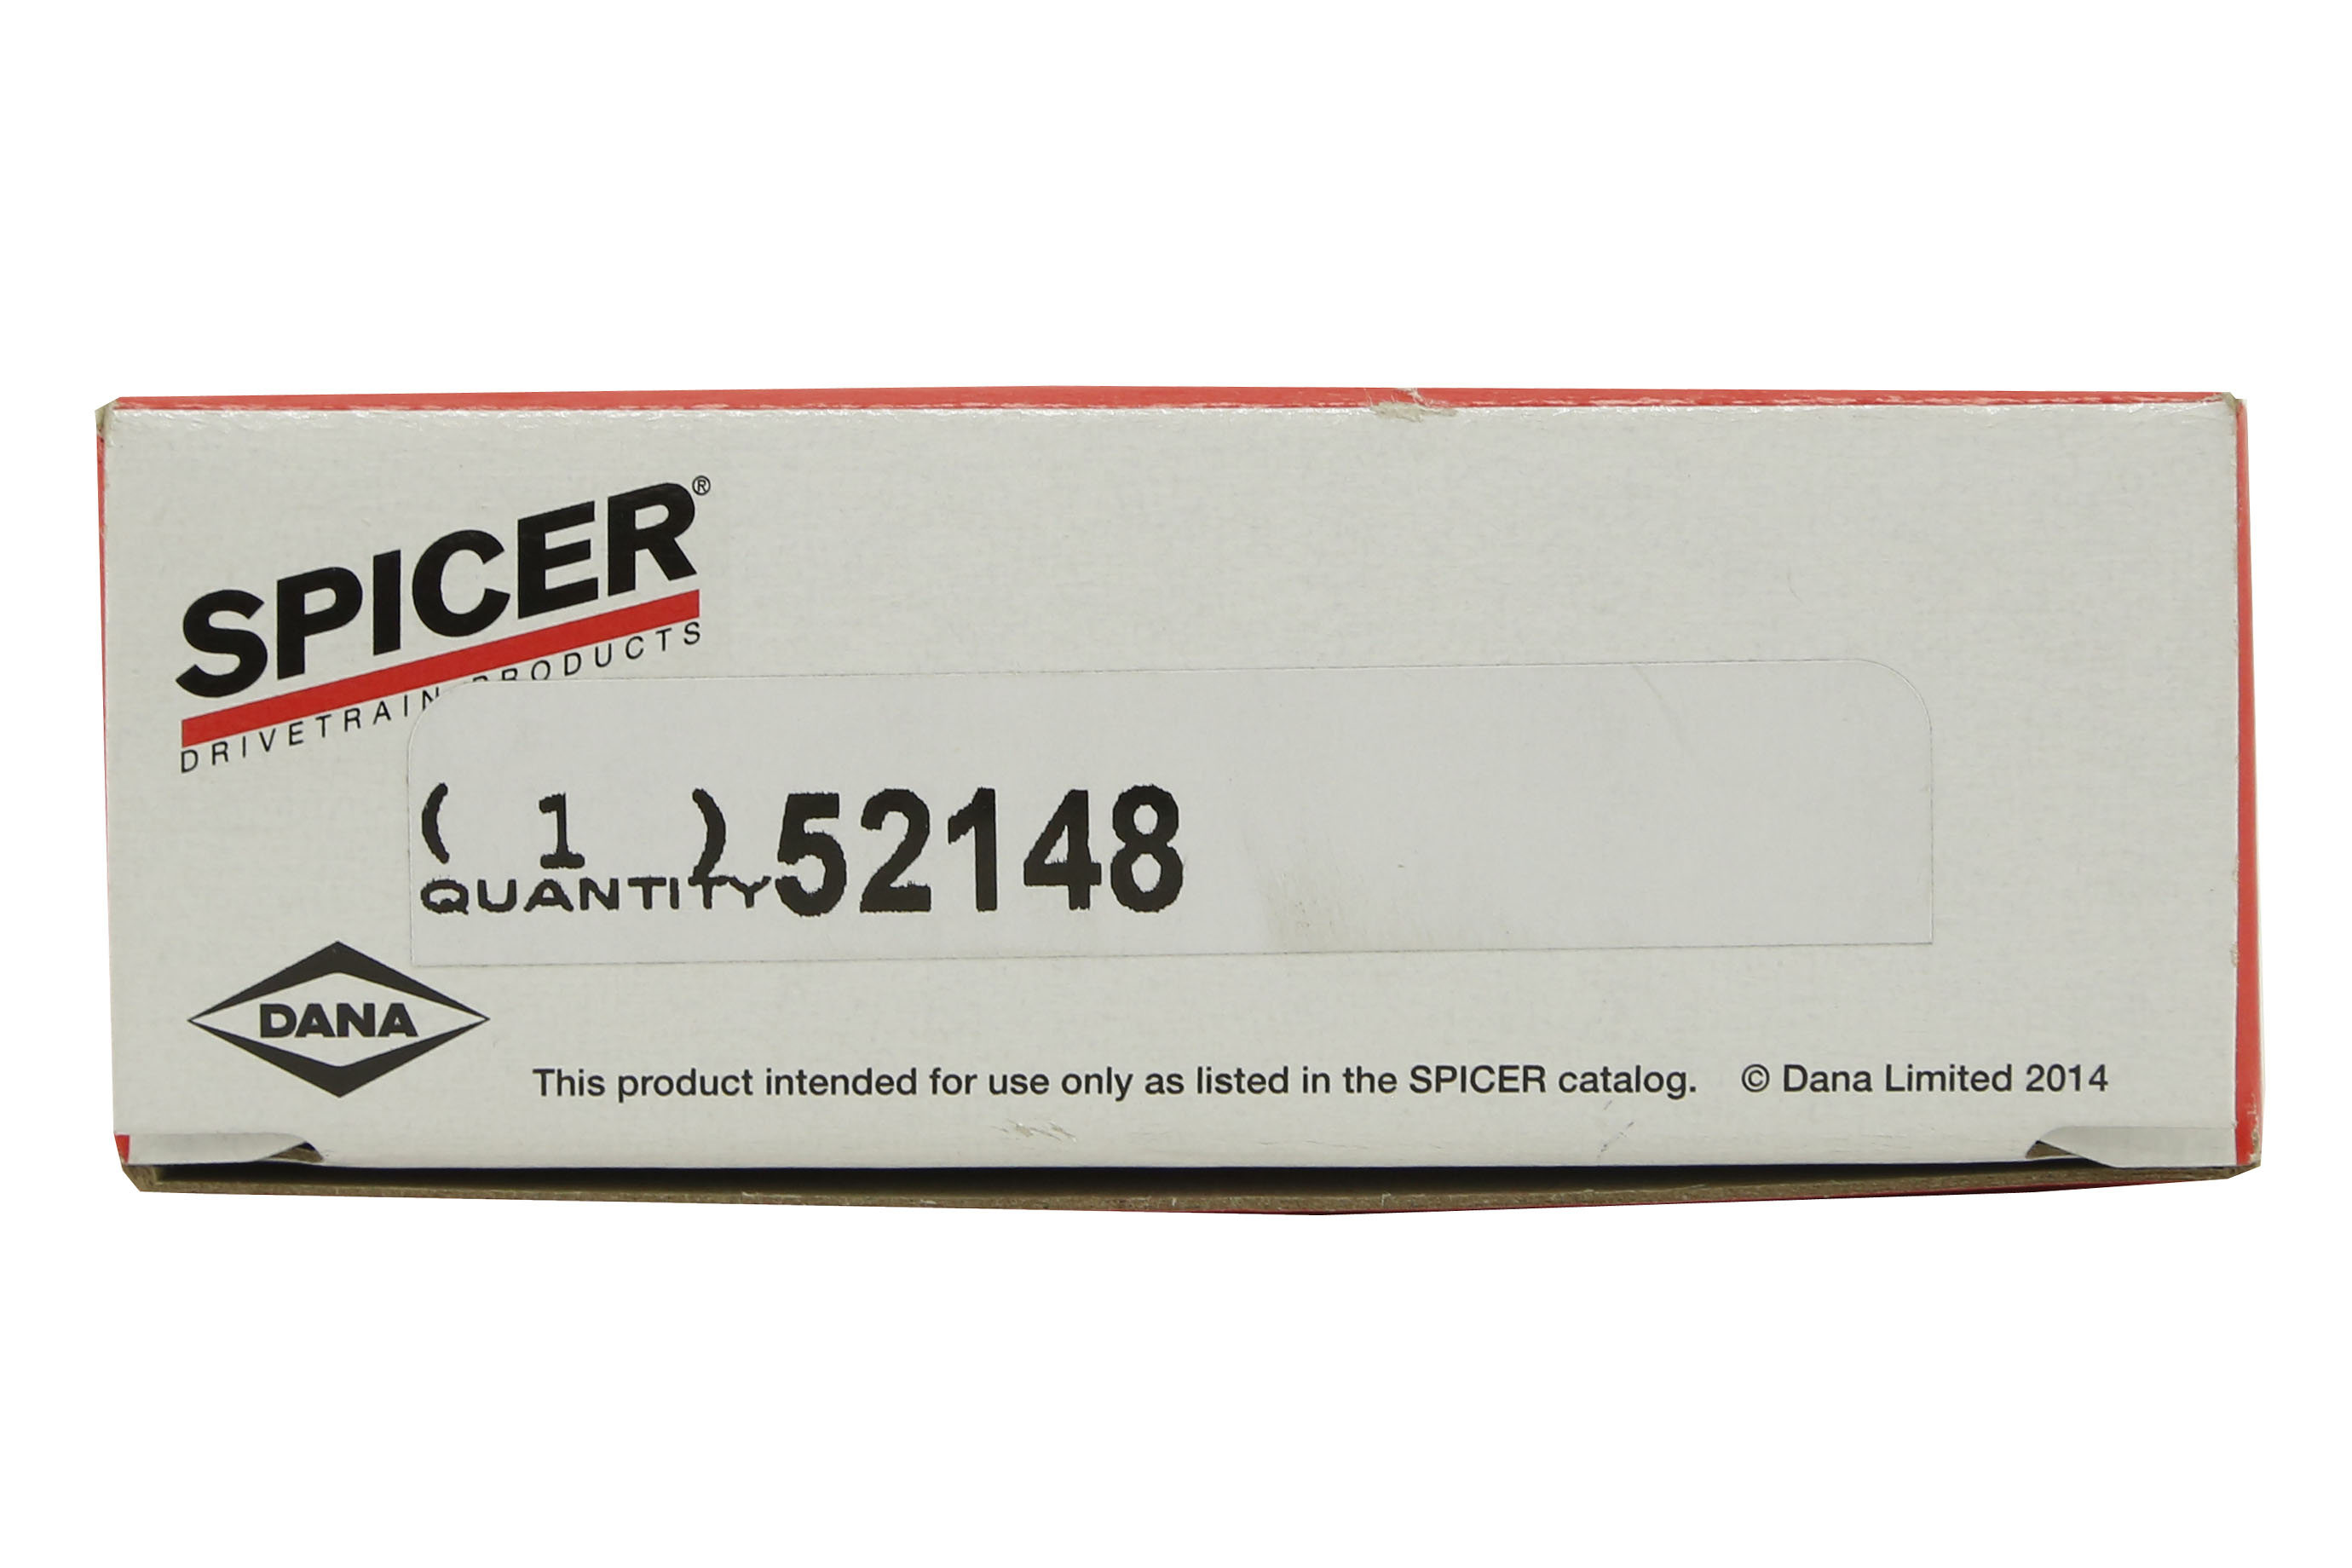 SPICER®
DRIVETRAIN PRODUCTS
( 1 ) 52148
QUANTITY
DANA
This product intended for use only as listed in the SPICER catalog. © Dana Limited 2014